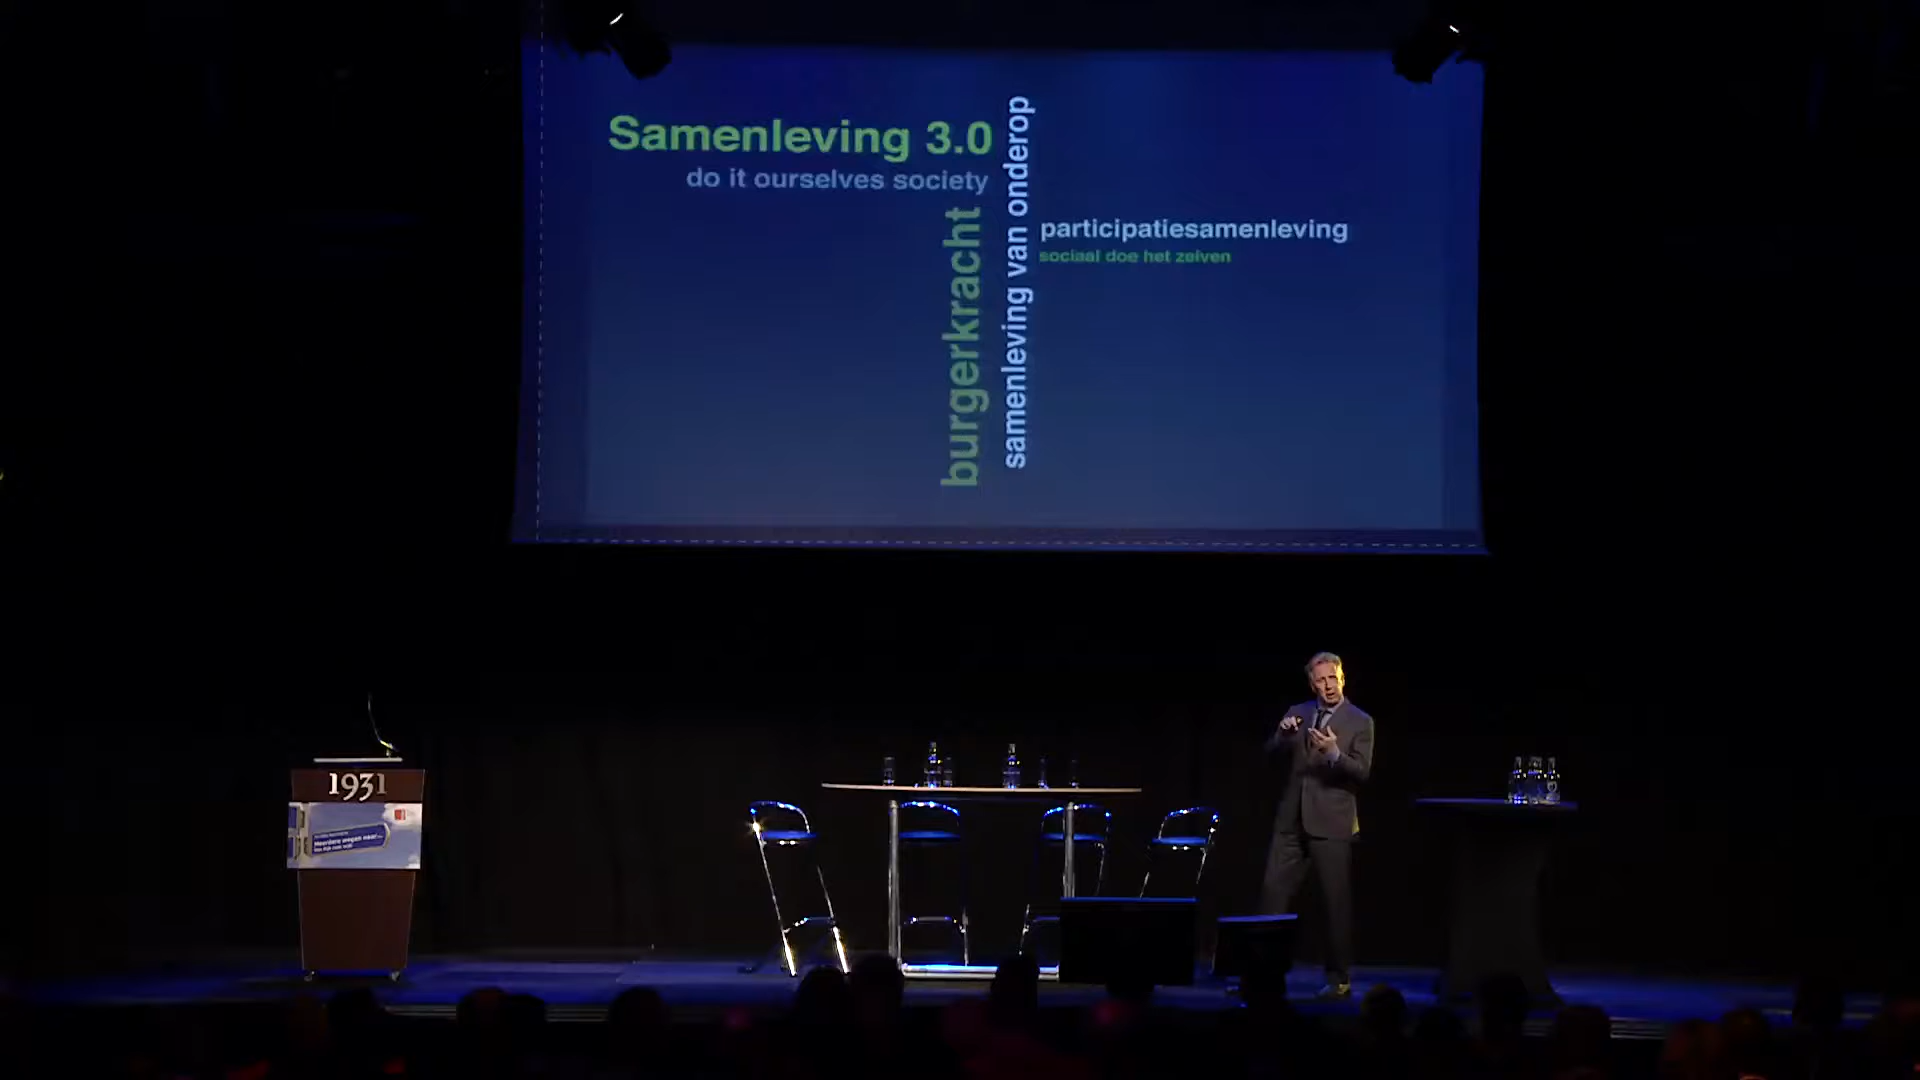 Samenleving 3.0
do it ourselves society
burgerkracht
samenleving van onderop
participatiesamenleving
sociaal doe het zelven
1931